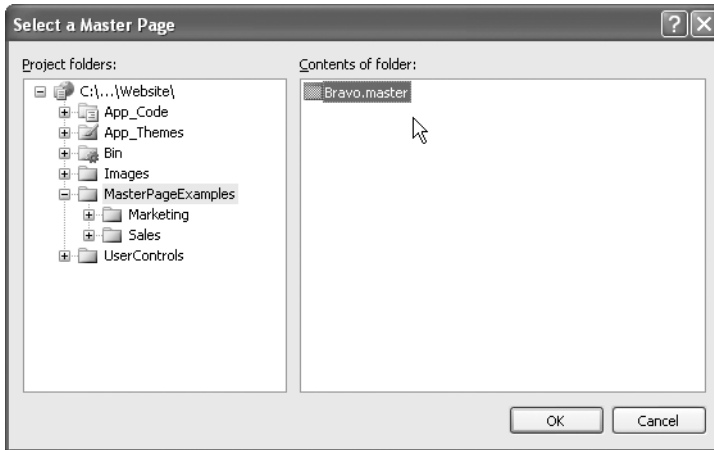 Select a Master Page
Project folders:
C:\...\Website\
App_Code
App_Themes
Bin
Images
MasterPageExamples
Marketing
Sales
UserControls
Contents of folder:
Bravo.master
OK
Cancel